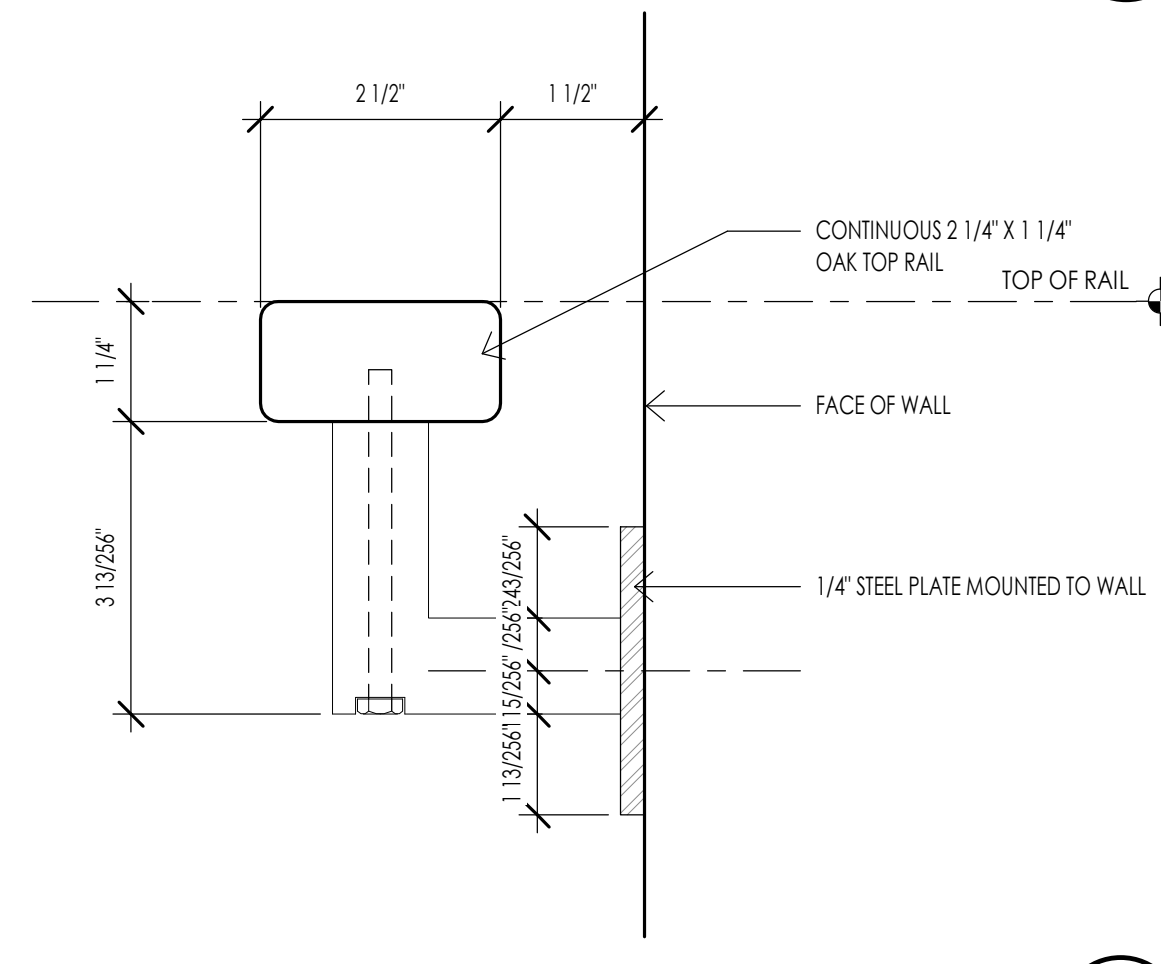 2 1/2"
1 1/2"
CONTINUOUS 2 1/4" X 1 1/4"
OAK TOP RAIL
TOP OF RAIL
1 1/4"
FACE OF WALL
3 13/256"
243/256"
/256"
1/4" STEEL PLATE MOUNTED TO WALL
15/256"
1 13/256"